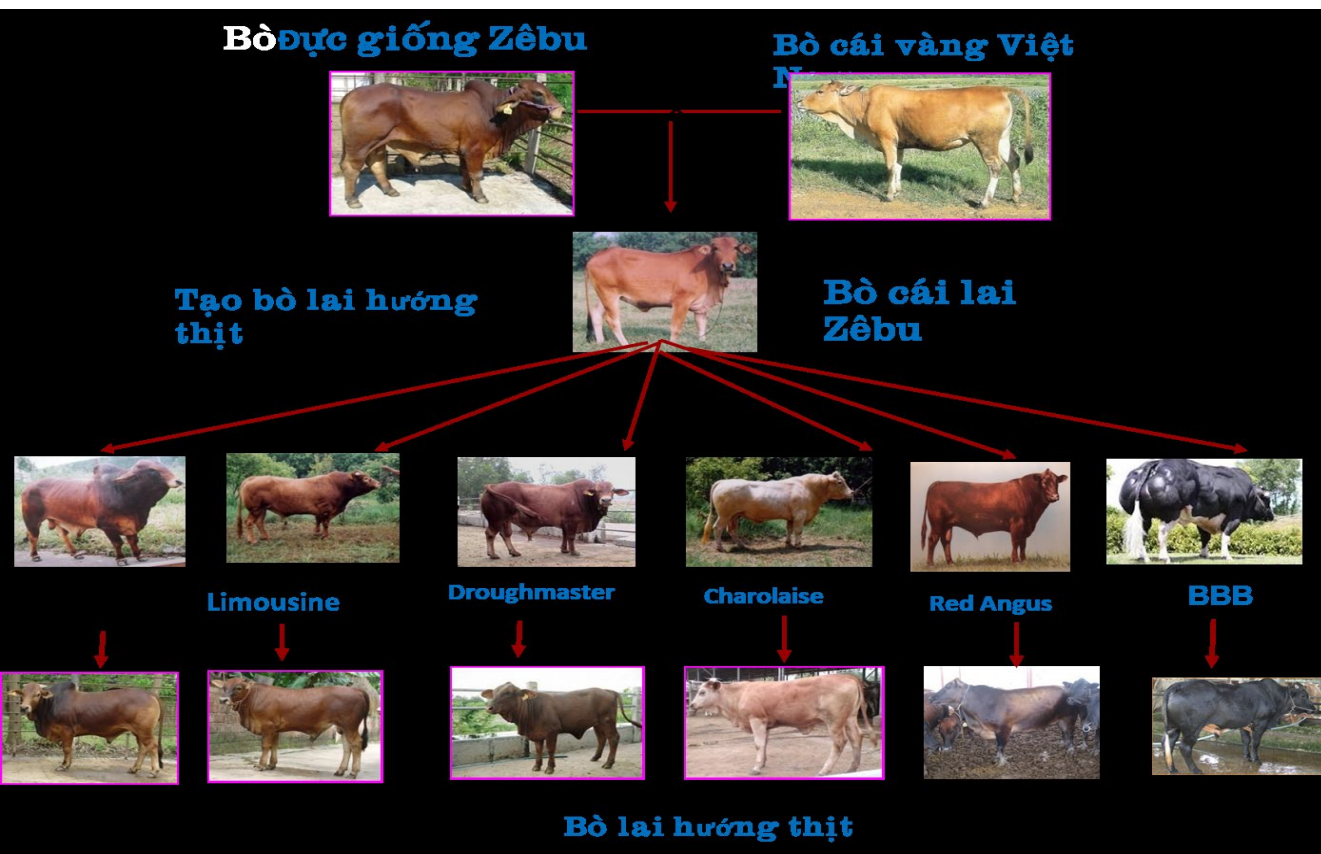 BòĐực giống Zêbu
Bò cái vàng Việt
Tạo bò lai hướng
thịt
Bò cái lai
Zêbu
Limousine
Droughmaster
Charolaise
Red Angus
BBB
Bò lai hướng thịt